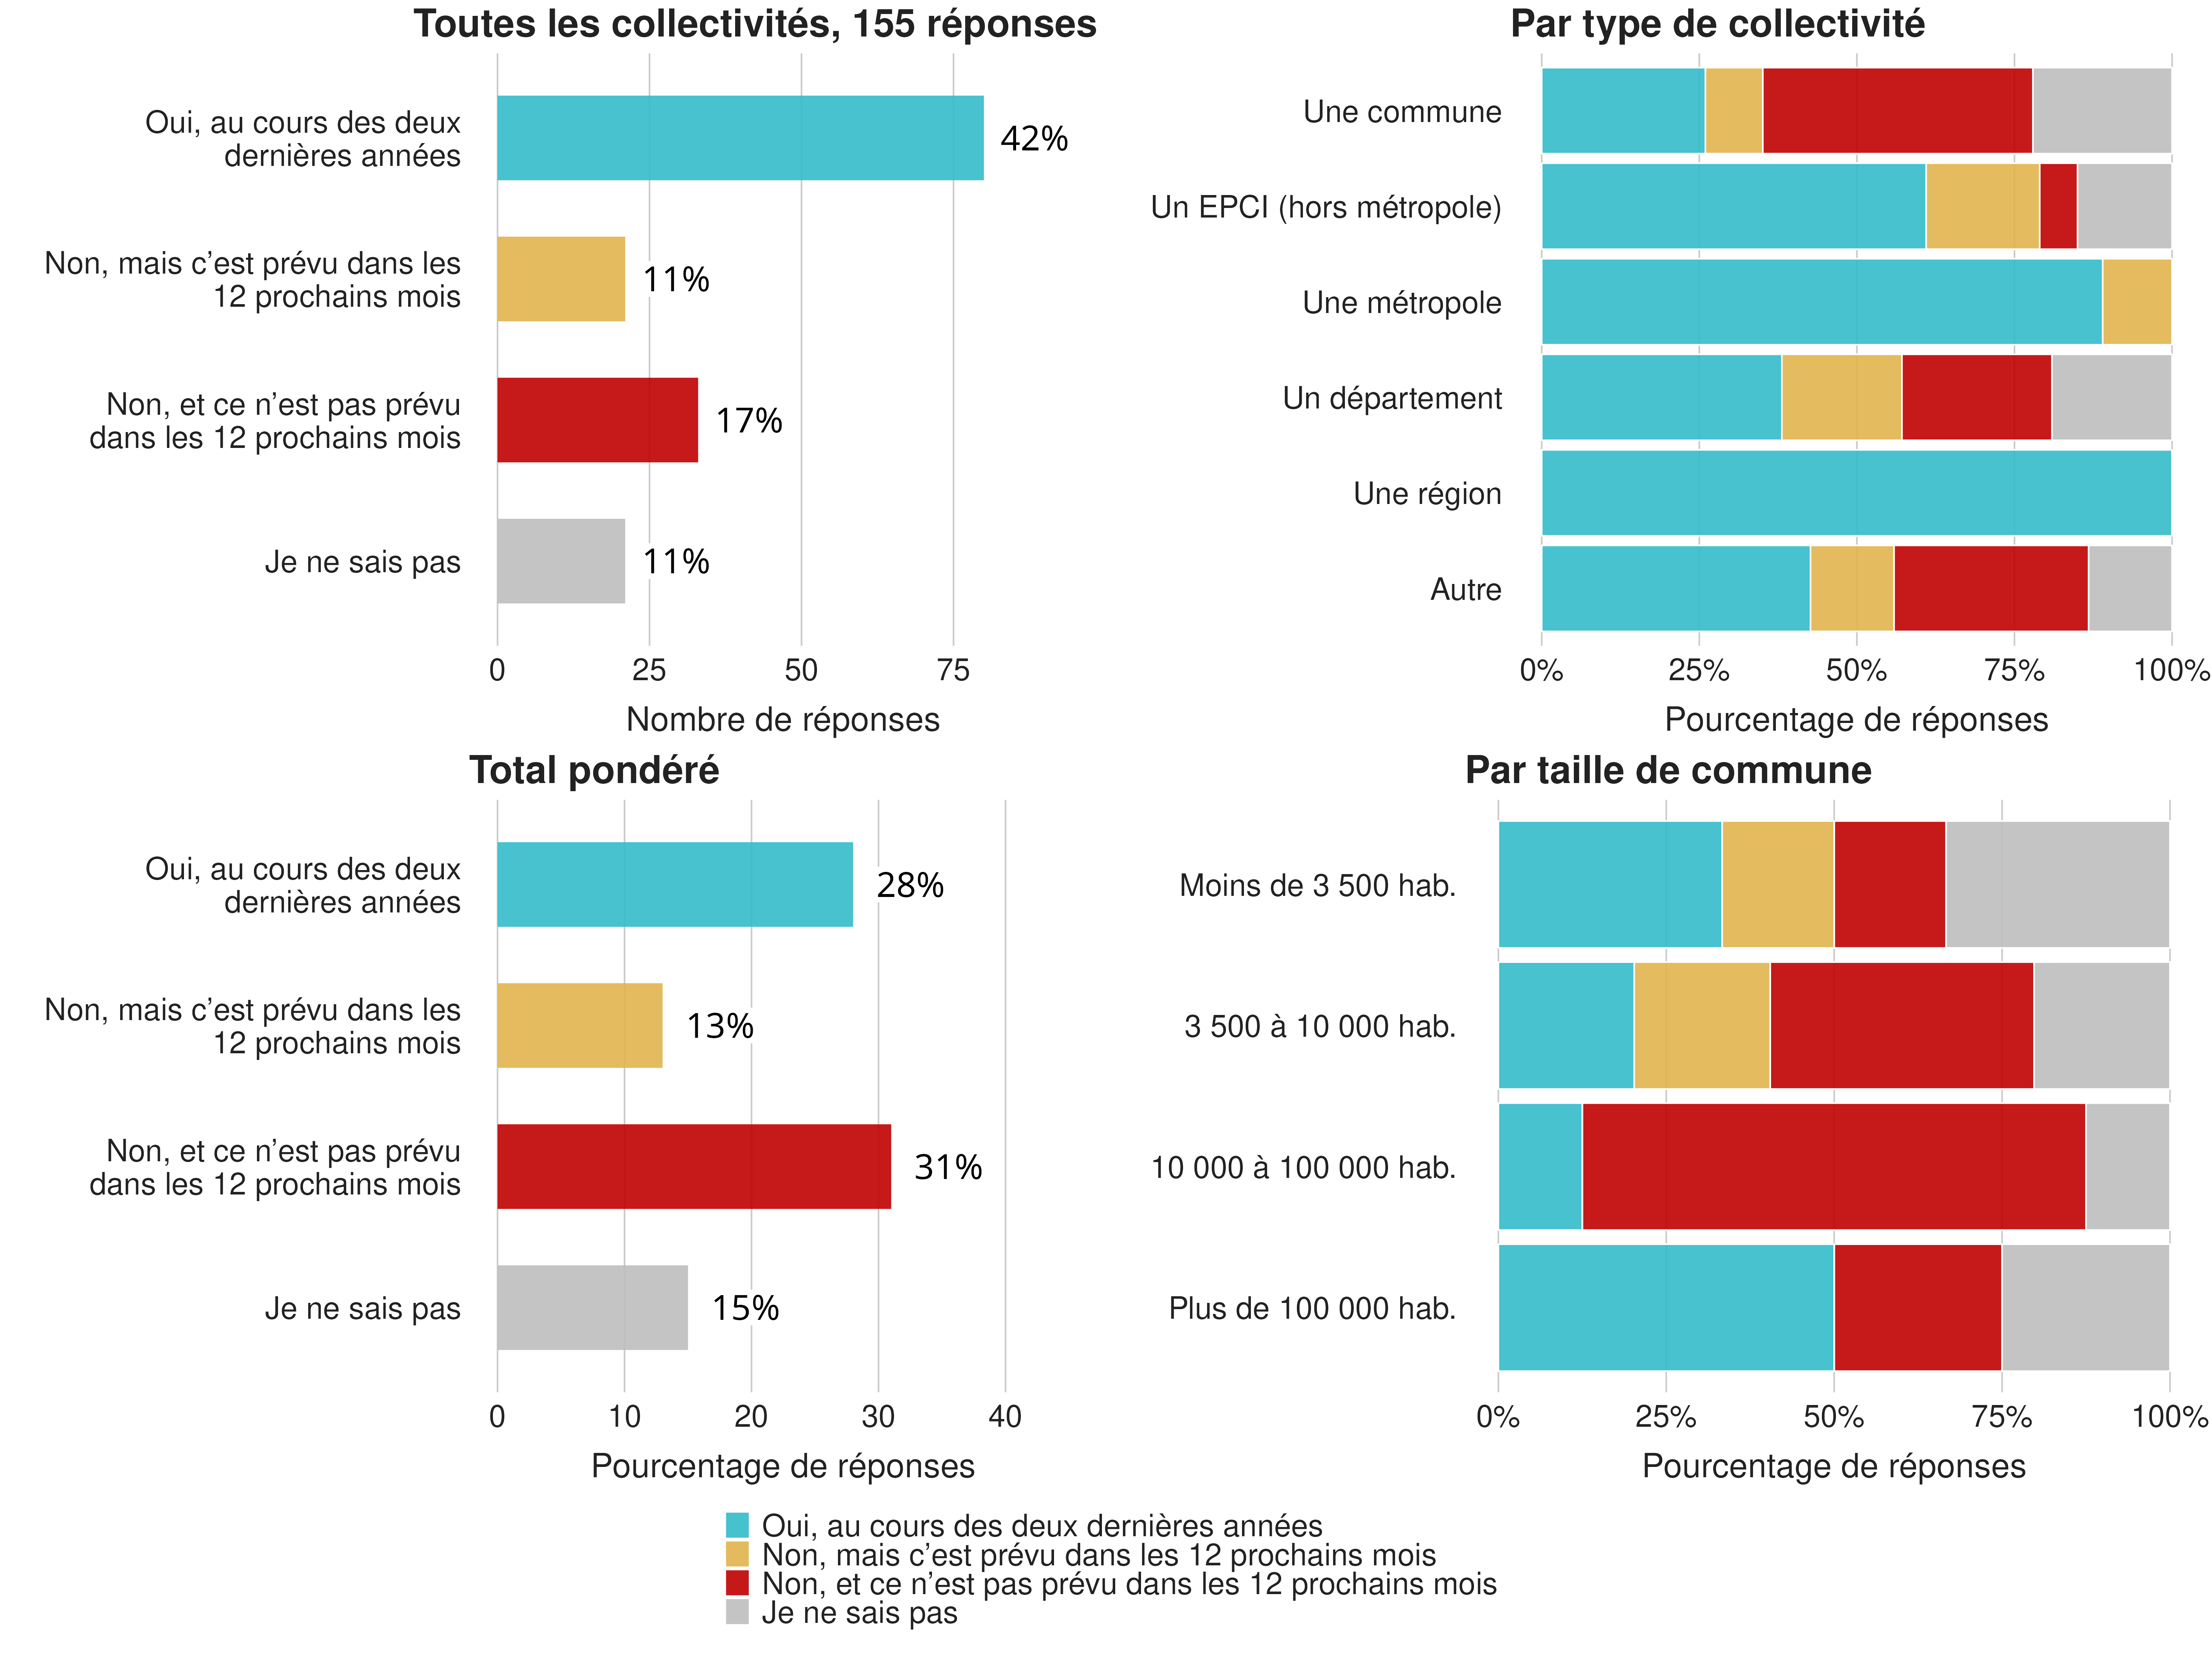 Toutes les collectivités, 155 réponses
Oui, au cours des deux
dernières années
42%
Non, mais c’est prévu dans les
12 prochains mois
11%
Non, et ce n’est pas prévu
dans les 12 prochains mois
17%
Je ne sais pas
11%
0 25 50 75
Nombre de réponses
Par type de collectivité
Une commune
Un EPCI (hors métropole)
Une métropole
Un département
Une région
Autre
0% 25% 50% 75% 100%
Pourcentage de réponses
Total pondéré
Oui, au cours des deux
dernières années
28%
Non, mais c’est prévu dans les
12 prochains mois
13%
Non, et ce n’est pas prévu
dans les 12 prochains mois
31%
Je ne sais pas
15%
0 10 20 30 40
Pourcentage de réponses
Par taille de commune
Moins de 3 500 hab.
3 500 à 10 000 hab.
10 000 à 100 000 hab.
Plus de 100 000 hab.
0% 25% 50% 75% 100%
Pourcentage de réponses
Oui, au cours des deux dernières années
Non, mais c’est prévu dans les 12 prochains mois
Non, et ce n’est pas prévu dans les 12 prochains mois
Je ne sais pas